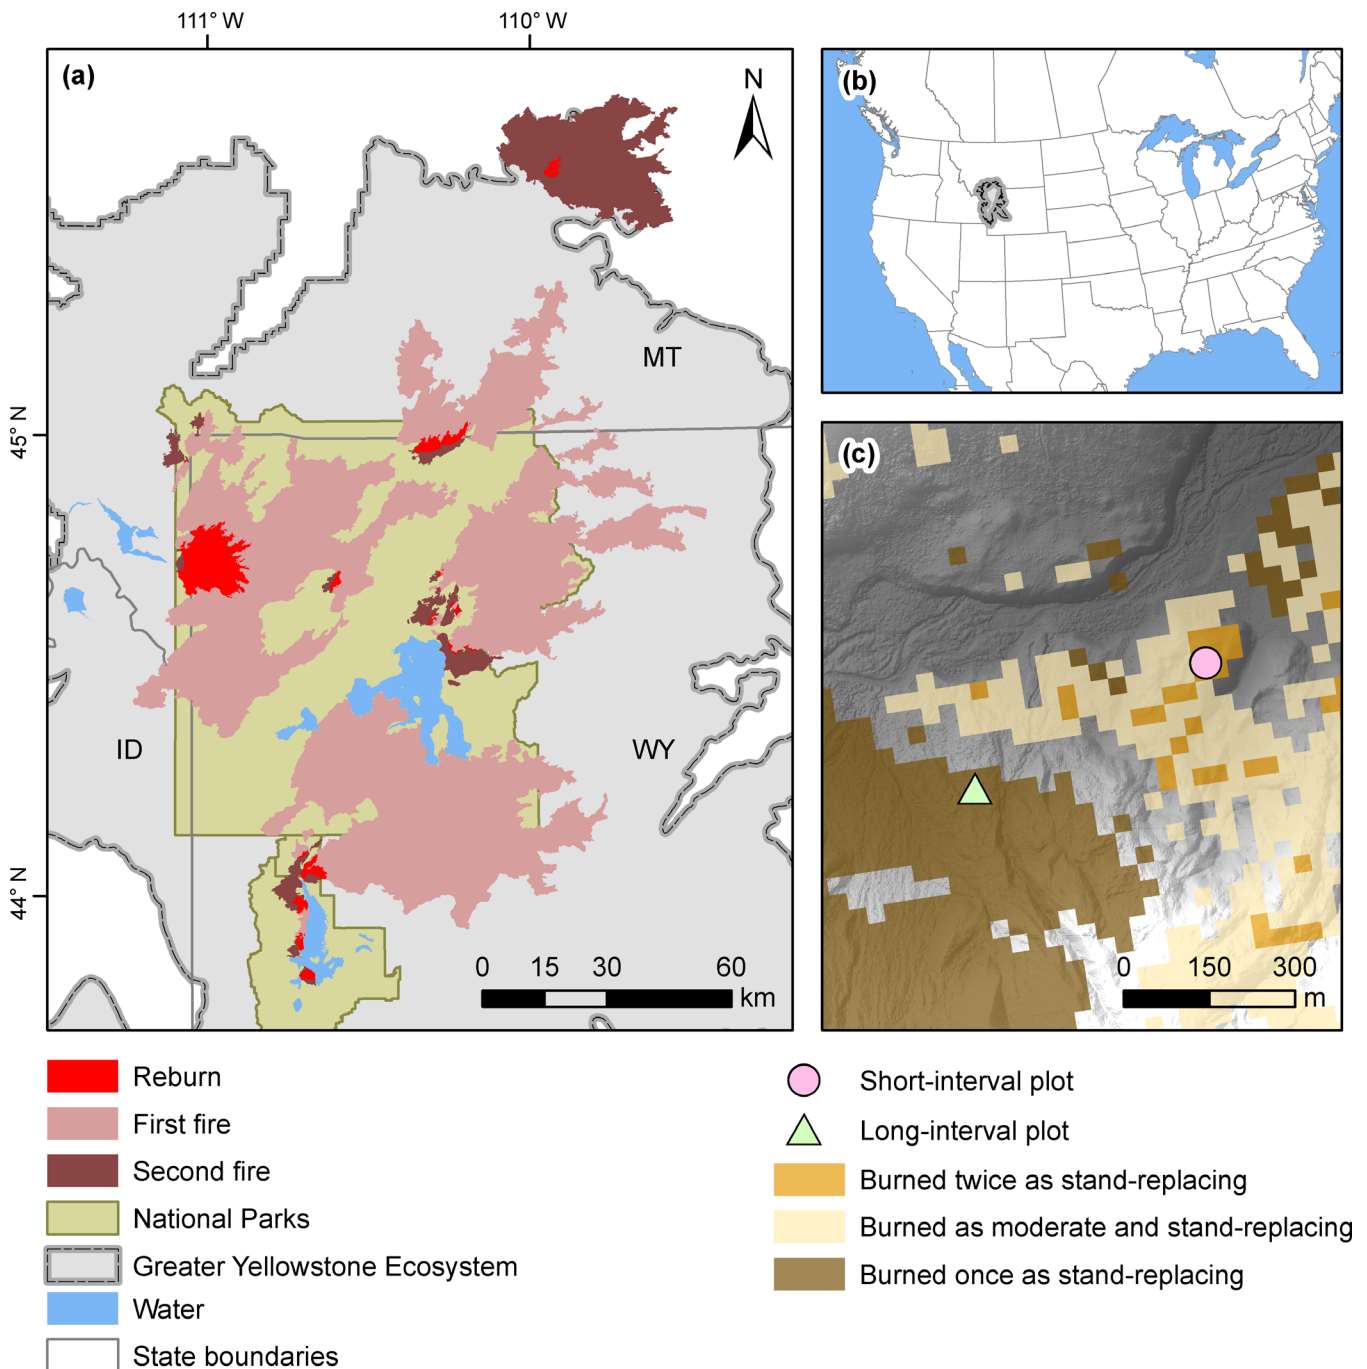 111° W
110° W
(a)
N
(b)
MT
45° N
(c)
ID
WY
44° N
0 15 30 60
km
0 150 300
m
Reburn
First fire
Second fire
National Parks
Greater Yellowstone Ecosystem
Water
State boundaries
Short-interval plot
Long-interval plot
Burned twice as stand-replacing
Burned as moderate and stand-replacing
Burned once as stand-replacing